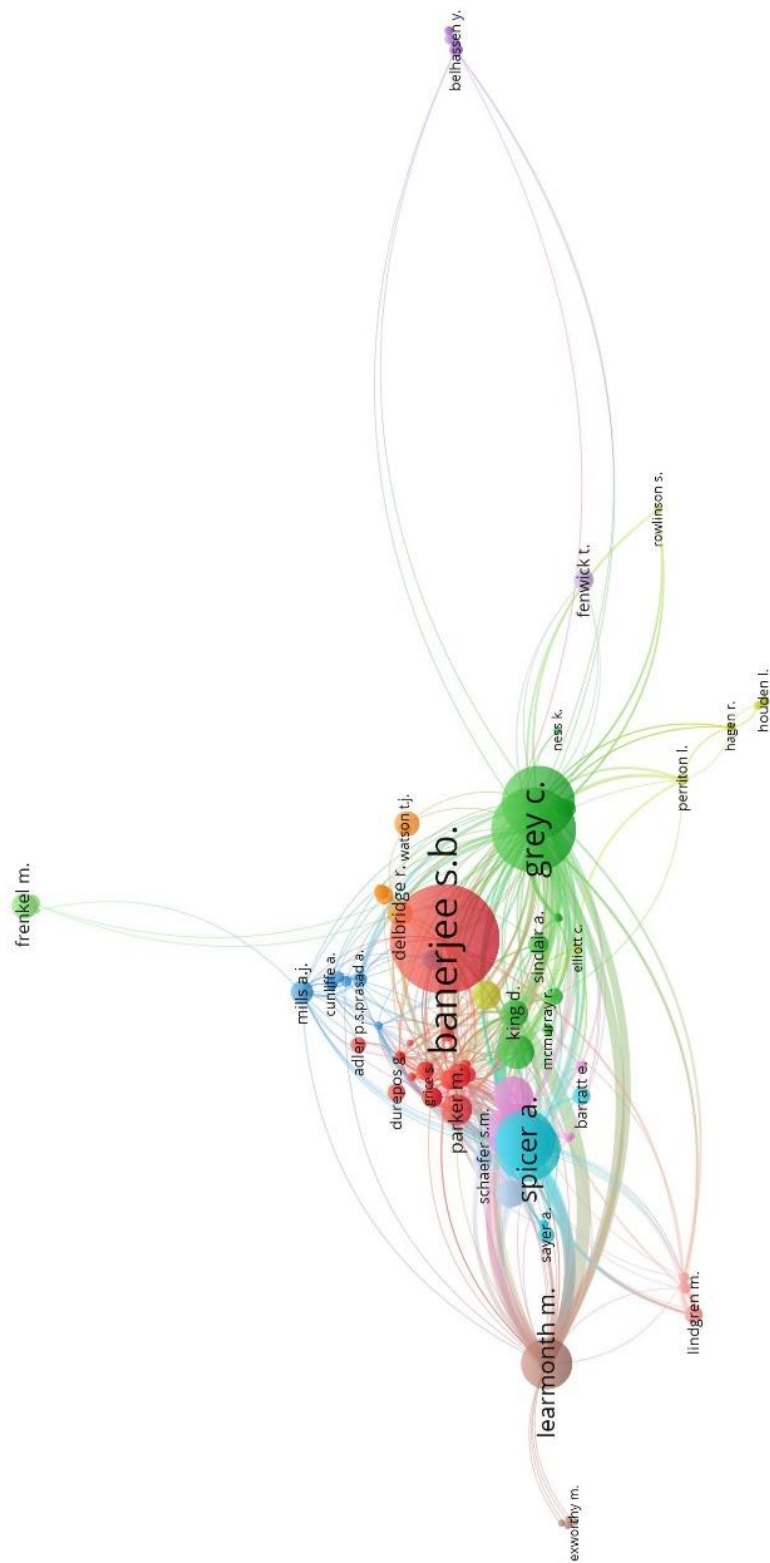 exworthy m.
learmonth m.
lindgren m.
sayer a.
spicer a.
schaefer s.m.
barratt e.
parker m.
grice s.
durepos g.
adler p.s.
mcmurray r.
king d.
sinclair a.
elliott c.
banerjee s.b.
prasad a.
cunliffe a.
mills a.j.
delbridge r.
watson t.j.
frenkel m.
grey c.
ness k.
perriton l.
hagen r.
houden l.
fenwick t.
rowlinson s.
belhassen y.